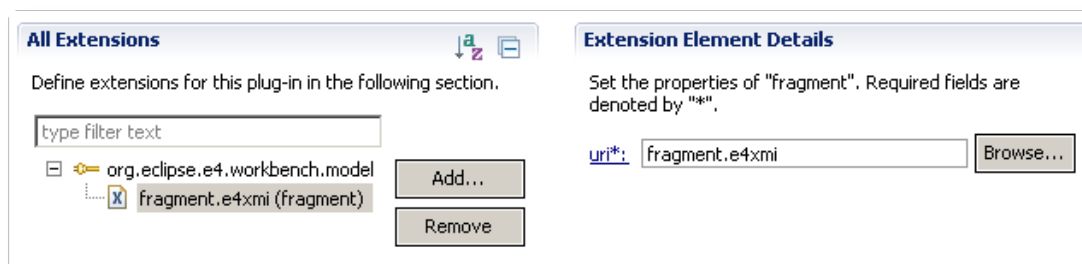 All Extensions
Define extensions for this plug-in in the following section.
type filter text
org.eclipse.e4.workbench.model
fragment.e4xmi (fragment)
Add...
Remove
Extension Element Details
Set the properties of "fragment". Required fields are
denoted by "*".
uri*: fragment.e4xmi Browse...